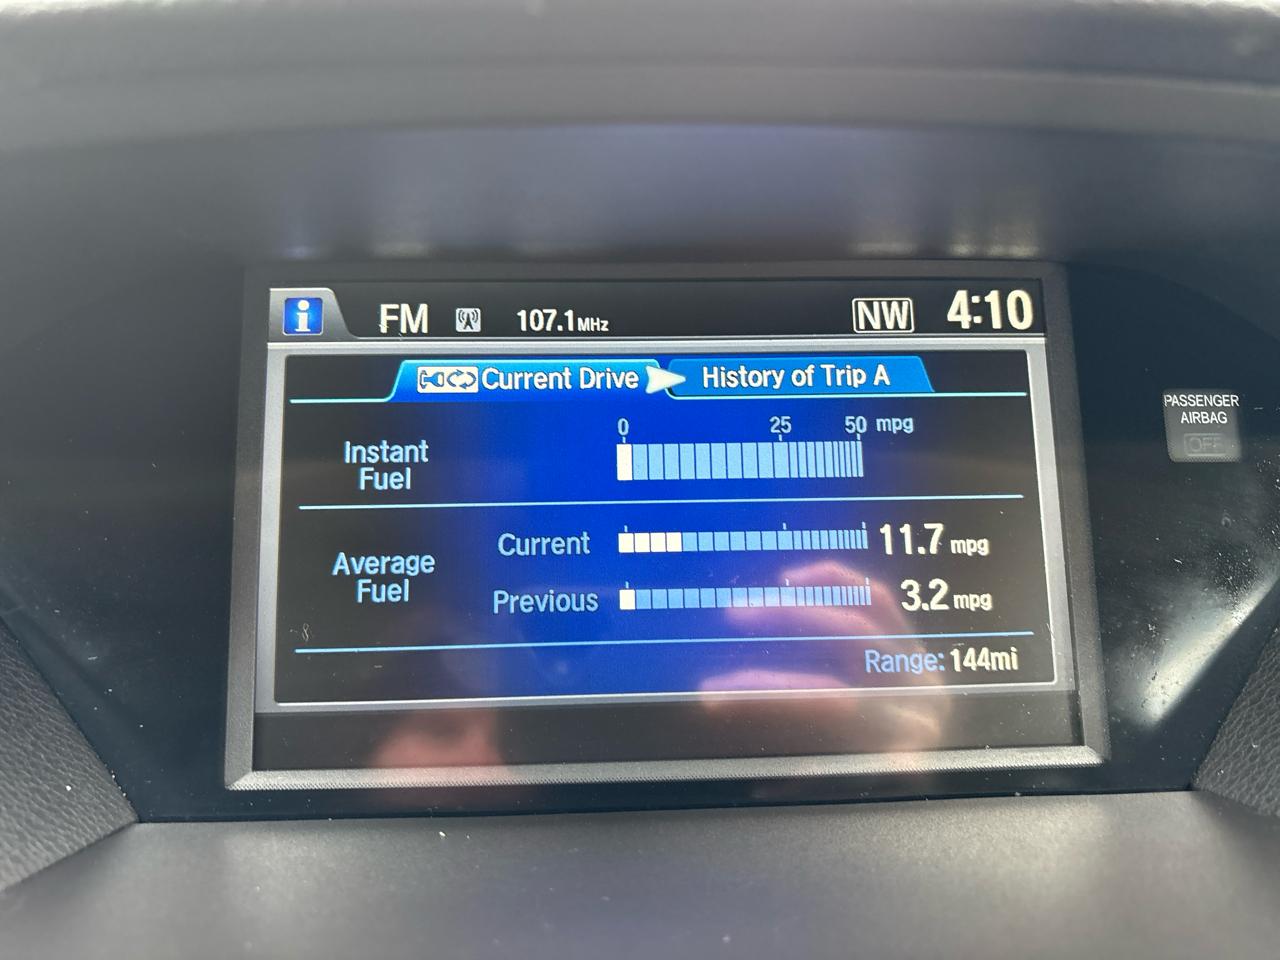 i FM 107.1MHz NW 4:10
Current Drive History of Trip A
0 25 50 mpg
Instant
Fuel
Average
Fuel
Current 11.7 mpg
Previous 3.2 mpg
Range: 144mi
PASSENGER
AIRBAG
OFF